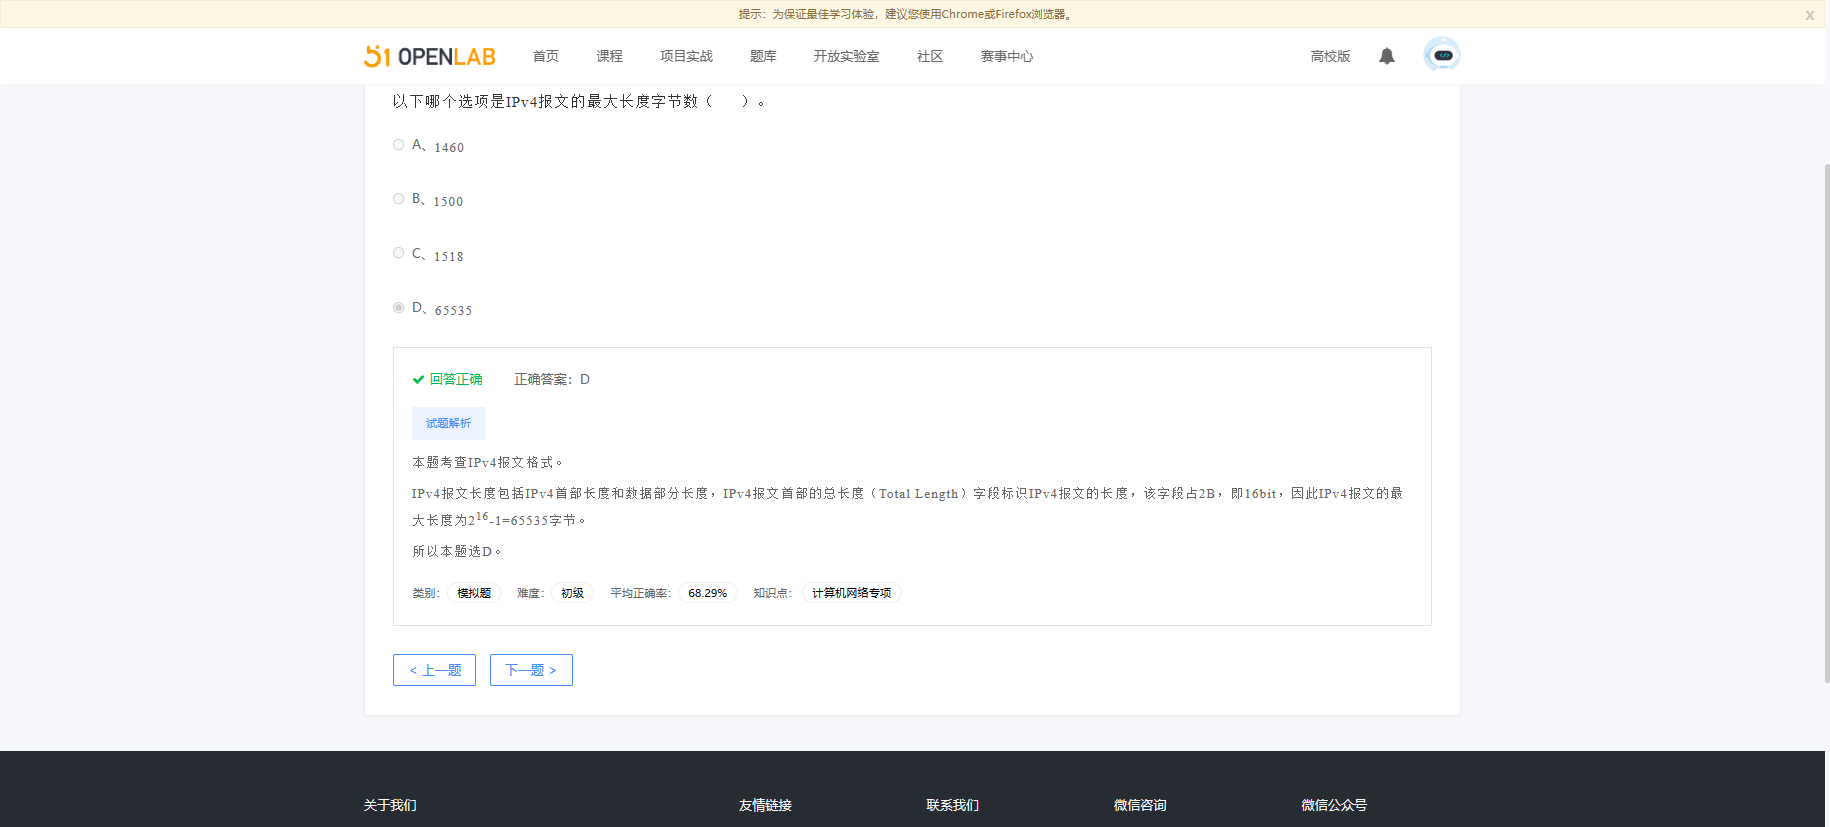 提示：为保证最佳学习体验，建议您使用Chrome或Firefox浏览器。 x
51 OPENLAB 首页 课程 项目实战 题库 开放实验室 社区 赛事中心 高校版
以下哪个选项是IPv4报文的最大长度字节数（ ）。
A、1460
B、1500
C、1518
D、65535
回答正确 正确答案：D
试题解析
本题考查IPv4报文格式。
IPv4报文长度包括IPv4首部长度和数据部分长度，IPv4报文首部的总长度（Total Length）字段标识IPv4报文的长度，该字段占2B，即16bit，因此IPv4报文的最
大长度为2^16-1=65535字节。
所以本题选D。
类别： 模拟题 难度： 初级 平均正确率： 68.29% 知识点： 计算机网络专项
< 上一题 下一题 >
关于我们 友情链接 联系我们 微信咨询 微信公众号